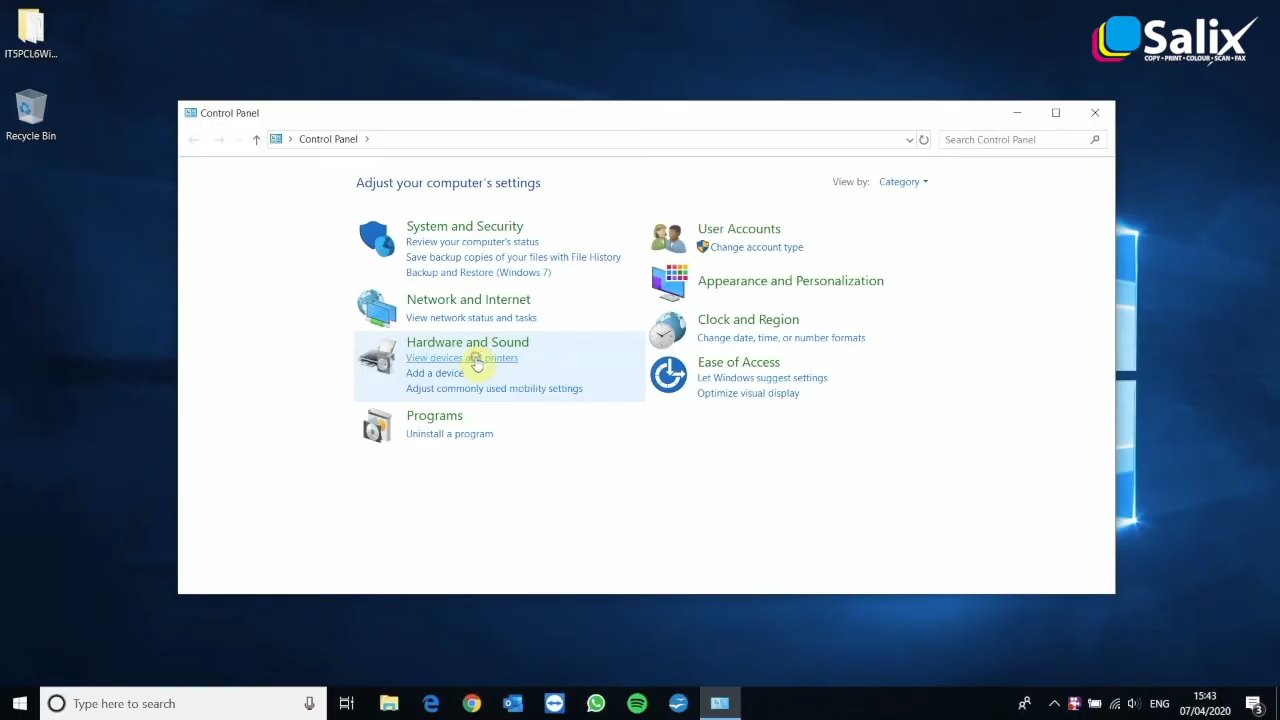 IT5PCL6Wi...
Recycle Bin
Salix
COPY • PRINT • COLOUR • SCAN • FAX
Control Panel
Control Panel
Search Control Panel
Adjust your computer's settings
View by: Category
System and Security
Review your computer's status
Save backup copies of your files with File History
Backup and Restore (Windows 7)
Network and Internet
View network status and tasks
Hardware and Sound
View devices and printers
Add a device
Adjust commonly used mobility settings
Programs
Uninstall a program
User Accounts
Change account type
Appearance and Personalization
Clock and Region
Change date, time, or number formats
Ease of Access
Let Windows suggest settings
Optimize visual display
Type here to search
ENG
15:43
07/04/2020
3